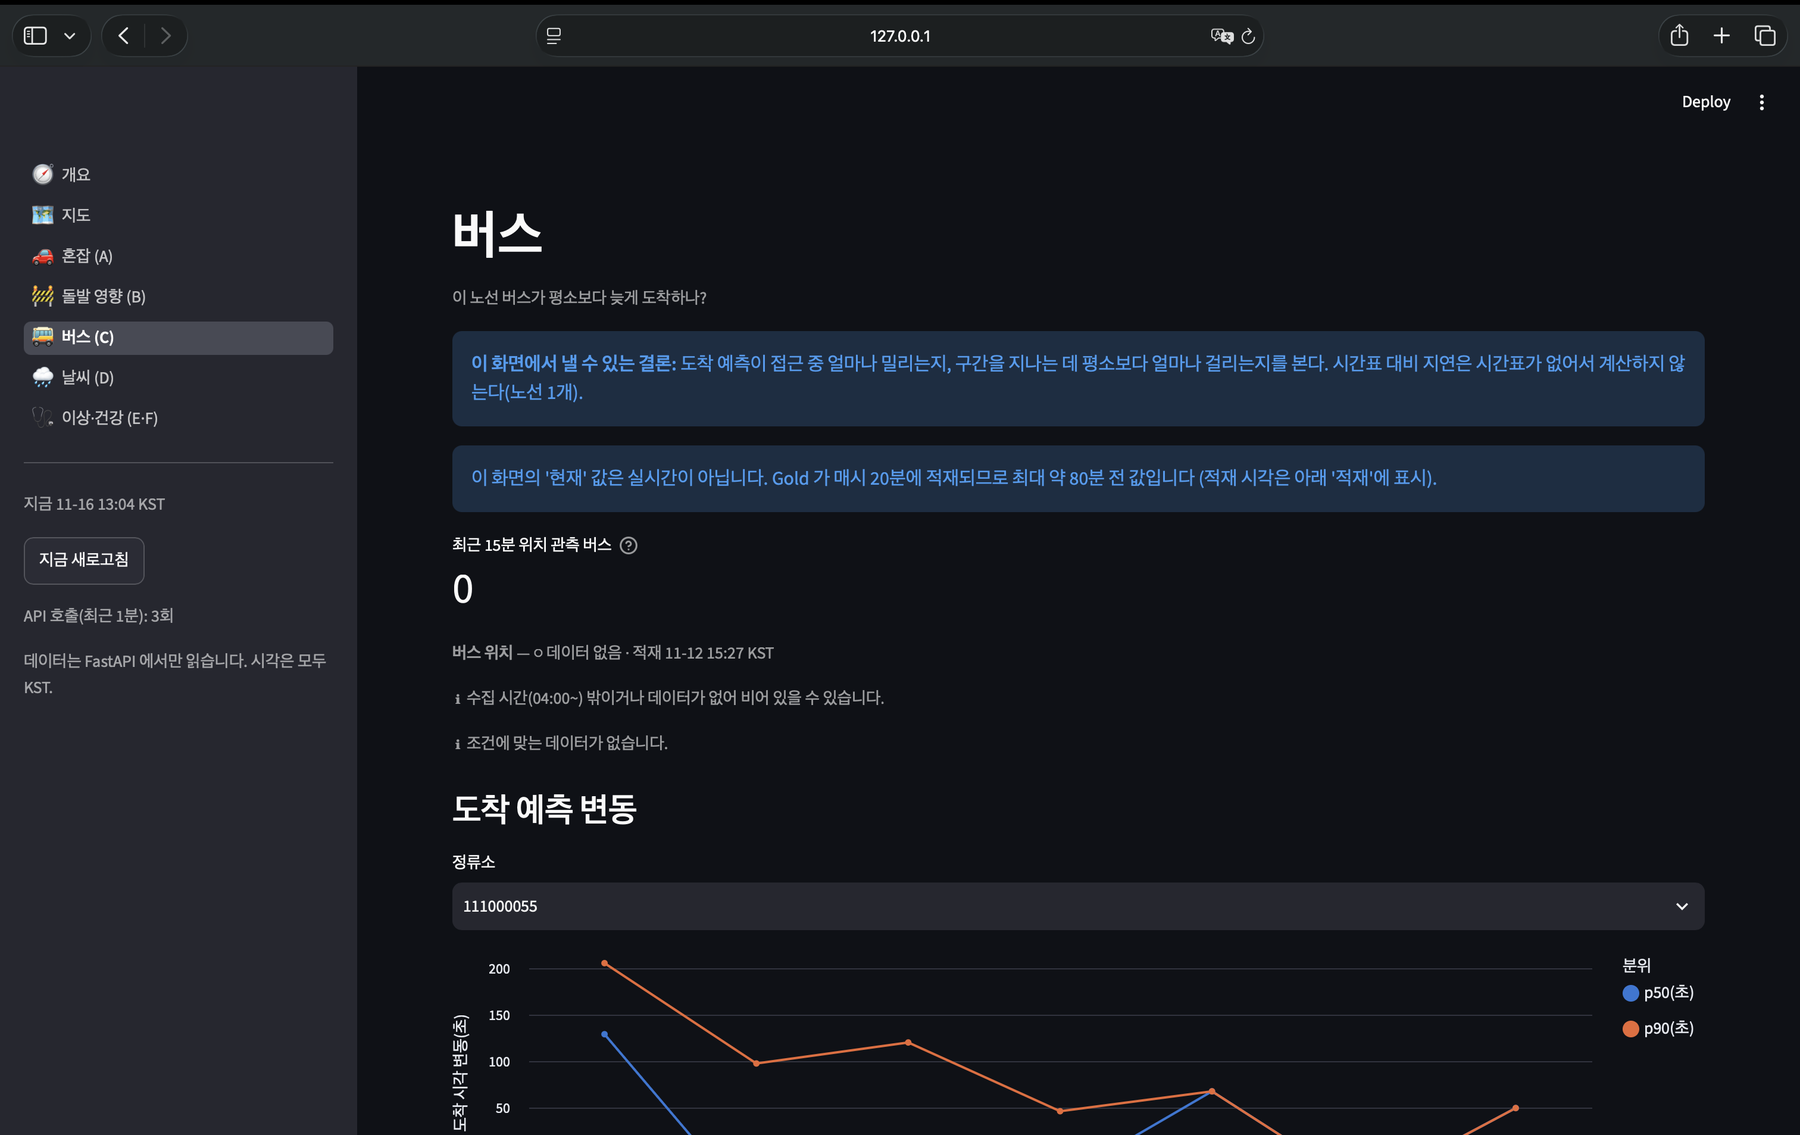 127.0.0.1
Deploy
개요
지도
혼잡 (A)
돌발 영향 (B)
버스 (C)
날씨 (D)
이상·건강 (E·F)
지금 11-16 13:04 KST
지금 새로고침
API 호출(최근 1분): 3회
데이터는 FastAPI 에서만 읽습니다. 시각은 모두
KST.
버스
이 노선 버스가 평소보다 늦게 도착하나?
이 화면에서 낼 수 있는 결론: 도착 예측이 접근 중 얼마나 밀리는지, 구간을 지나는 데 평소보다 얼마나 걸리는지를 본다. 시간표 대비 지연은 시간표가 없어서 계산하지 않
는다(노선 1개).
이 화면의 '현재' 값은 실시간이 아닙니다. Gold 가 매시 20분에 적재되므로 최대 약 80분 전 값입니다 (적재 시각은 아래 '적재'에 표시).
최근 15분 위치 관측 버스
0
버스 위치 — ○ 데이터 없음 · 적재 11-12 15:27 KST
ℹ 수집 시간(04:00~) 밖이거나 데이터가 없어 비어 있을 수 있습니다.
ℹ 조건에 맞는 데이터가 없습니다.
도착 예측 변동
정류소
111000055
200
150
100
50
도착 시각 변동(초)
분위
p50(초)
p90(초)